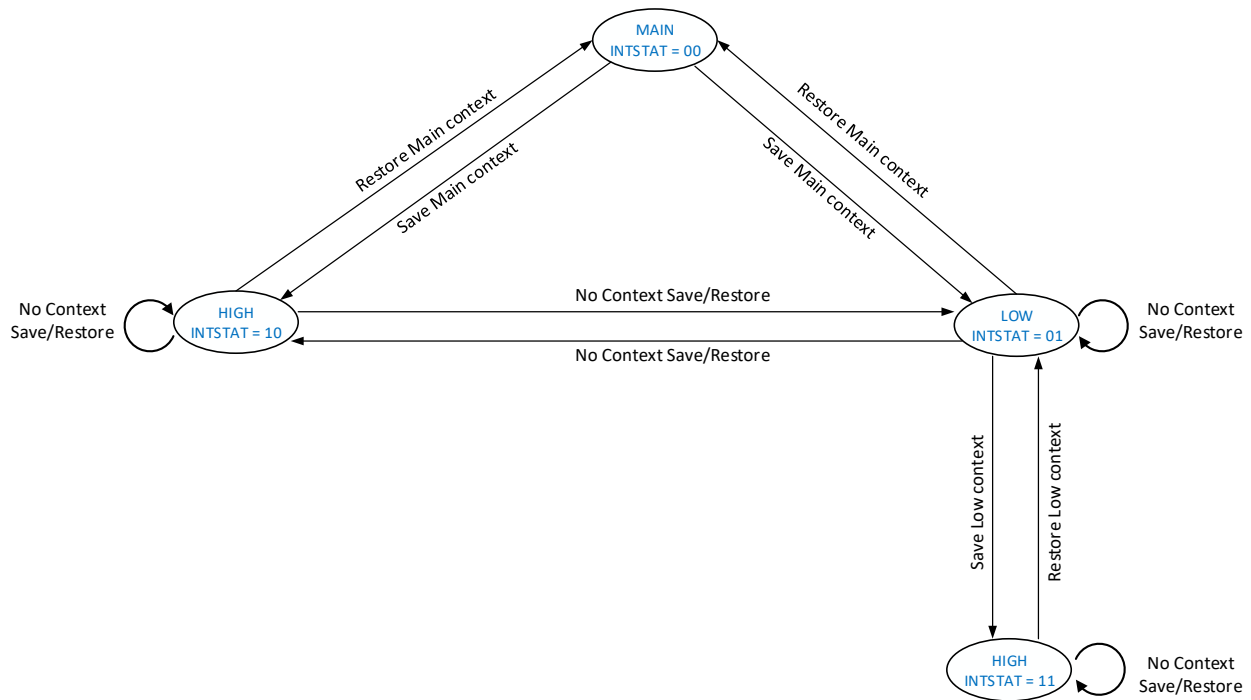 MAIN
INTSTAT = 00
Restore Main context
Save Main context
Save Main context
Restore Main context
No Context
Save/Restore
HIGH
INTSTAT = 10
No Context Save/Restore
No Context Save/Restore
LOW
INTSTAT = 01
No Context
Save/Restore
Save Low context
Restore Low context
HIGH
INTSTAT = 11
No Context
Save/Restore